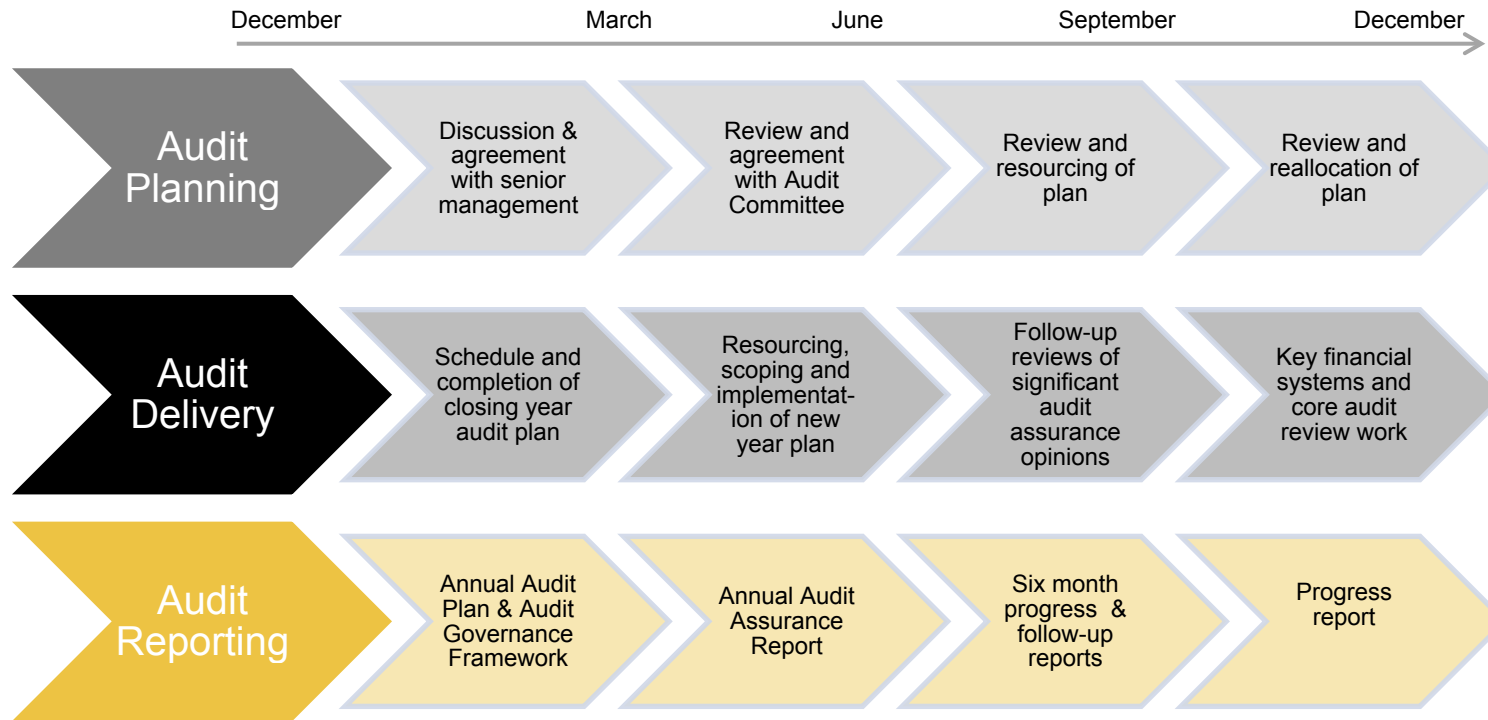 December March June September December
Audit
Planning
Discussion &
agreement
with senior
management
Review and
agreement
with Audit
Committee
Review and
resourcing of
plan
Review and
reallocation of
plan
Audit
Delivery
Schedule and
completion of
closing year
audit plan
Resourcing,
scoping and
implementat-
ion of new
year plan
Follow-up
reviews of
significant
audit
assurance
opinions
Key financial
systems and
core audit
review work
Audit
Reporting
Annual Audit
Plan & Audit
Governance
Framework
Annual Audit
Assurance
Report
Six month
progress &
follow-up
reports
Progress
report